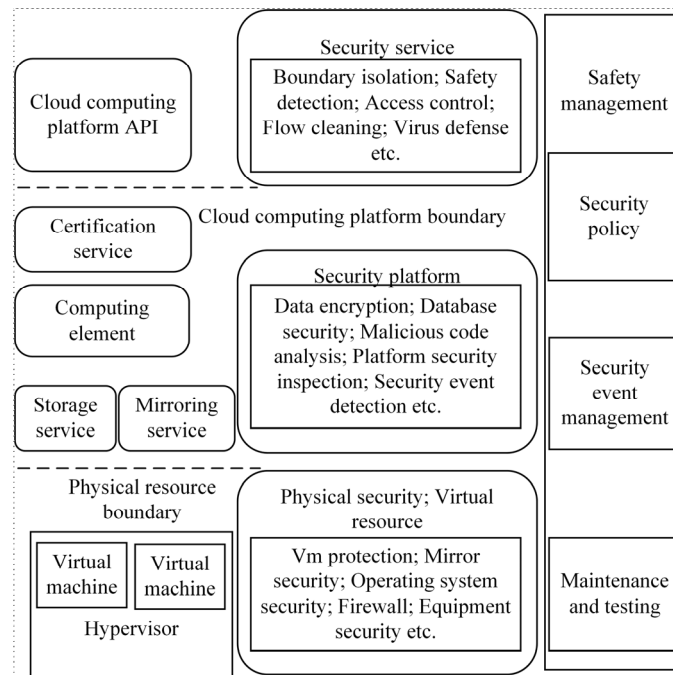 Cloud computing
platform API
Security service
Boundary isolation; Safety
detection; Access control;
Flow cleaning; Virus defense
etc.
Safety
management
Cloud computing platform boundary
Certification
service
Computing
element
Storage
service
Mirroring
service
Security platform
Data encryption; Database
security; Malicious code
analysis; Platform security
inspection; Security event
detection etc.
Security
policy
Security
event
management
Physical resource
boundary
Virtual
machine
Virtual
machine
Hypervisor
Physical security; Virtual
resource
Vm protection; Mirror
security; Operating system
security; Firewall; Equipment
security etc.
Maintenance
and testing